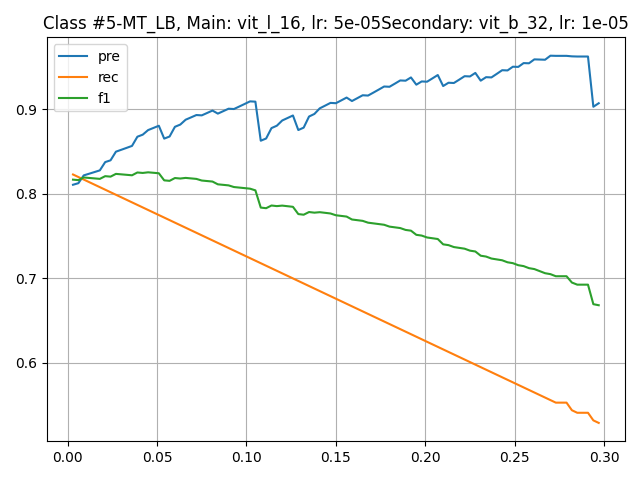 Class #5-MT_LB, Main: vit_l_16, lr: 5e-05Secondary: vit_b_32, lr: 1e-05
pre
rec
f1
0.9
0.8
0.7
0.6
0.00 0.05 0.10 0.15 0.20 0.25 0.30